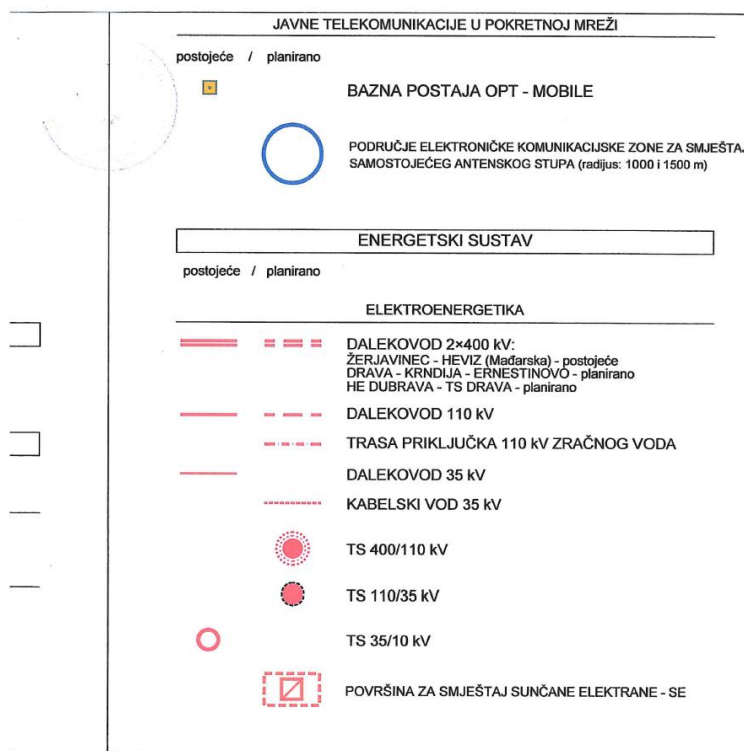 JAVNE TELEKOMUNIKACIJE U POKRETNOJ MREŽI
postojeće / planirano
BAZNA POSTAJA OPT - MOBILE
PODRUČJE ELEKTRONIČKE KOMUNIKACIJSKE ZONE ZA SMJEŠTAJ
SAMOSTOJEĆEG ANTENSKOG STUPA (radijus: 1000 i 1500 m)
ENERGETSKI SUSTAV
postojeće / planirano
ELEKTROENERGETIKA
DALEKOVOD 2×400 kV:
ŽERJAVINEC - HEVIZ (Mađarska) - postojeće
DRAVA - KRNDIJA - ERNESTINOVO - planirano
HE DUBRAVA - TS DRAVA - planirano
DALEKOVOD 110 kV
TRASA PRIKLJUČKA 110 kV ZRAČNOG VODA
DALEKOVOD 35 kV
KABELSKI VOD 35 kV
TS 400/110 kV
TS 110/35 kV
TS 35/10 kV
POVRŠINA ZA SMJEŠTAJ SUNČANE ELEKTRANE - SE